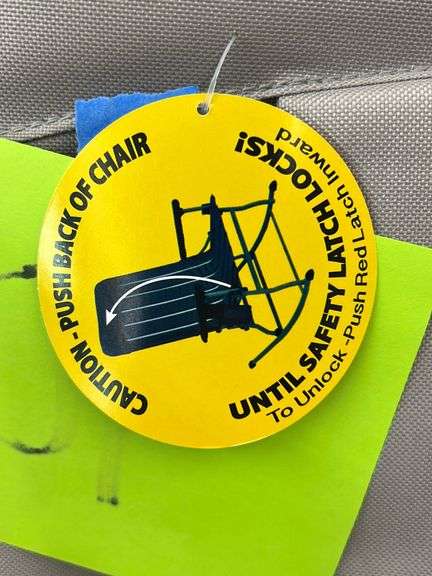 CAUTION - PUSH BACK OF CHAIR
UNTIL SAFETY LATCH LOCKS!
To Unlock -Push Red Latch Inward